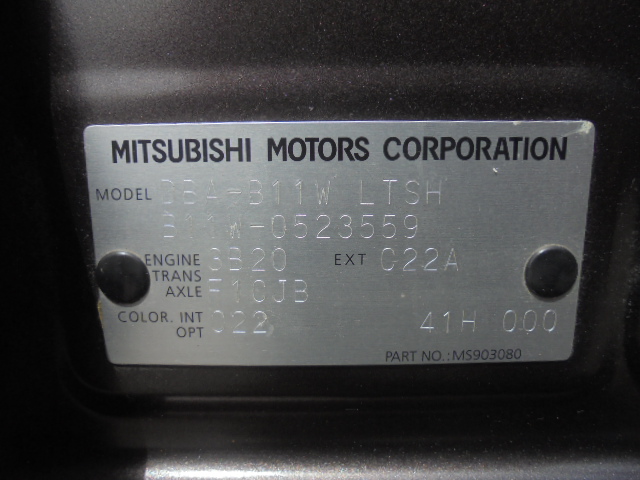 MITSUBISHI MOTORS CORPORATION
MODEL DBA-B11W LTSH
B11W-0523559
ENGINE 3B20 EXT C22A
TRANS
AXLE F1CJB
COLOR. INT 022 41H 000
OPT
PART NO.:MS903080